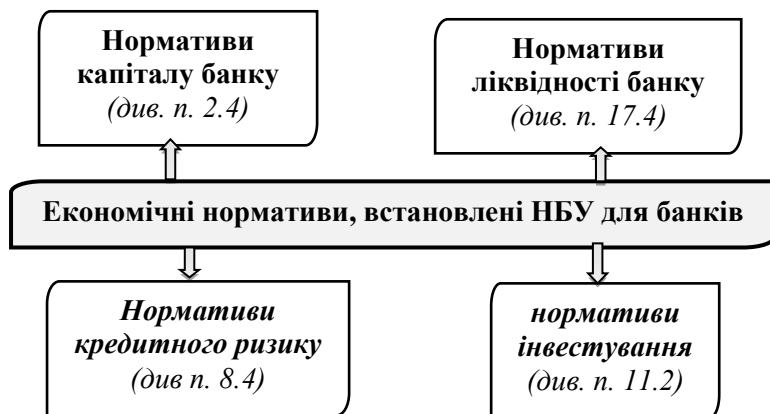 Нормативи
капіталу банку
(див. п. 2.4)
Нормативи
ліквідності банку
(див. п. 17.4)
Економічні нормативи, встановлені НБУ для банків
Нормативи
кредитного ризику
(див п. 8.4)
нормативи
інвестування
(див. п. 11.2)